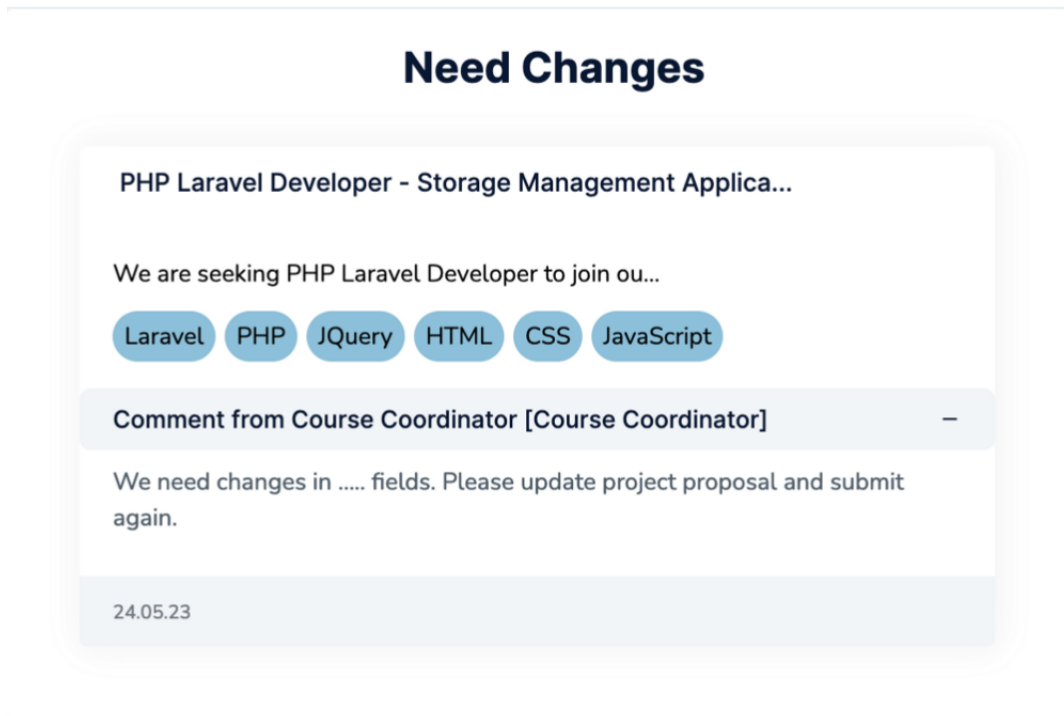 Need Changes
PHP Laravel Developer - Storage Management Applica...
We are seeking PHP Laravel Developer to join ou...
Laravel PHP JQuery HTML CSS JavaScript
Comment from Course Coordinator [Course Coordinator] −
We need changes in ..... fields. Please update project proposal and submit
again.
24.05.23